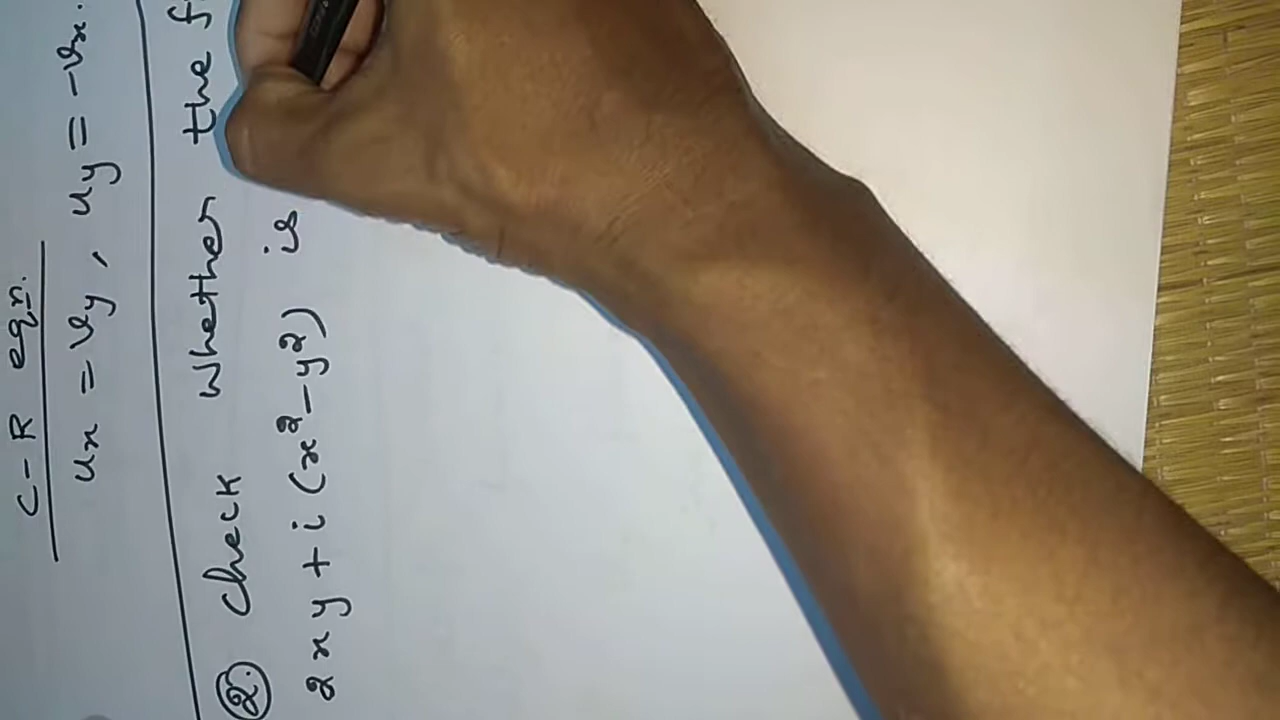 C-R eqn.
ux = vy, uy = -vx.
②. Check whether the f
2xy + i(x²-y²) is